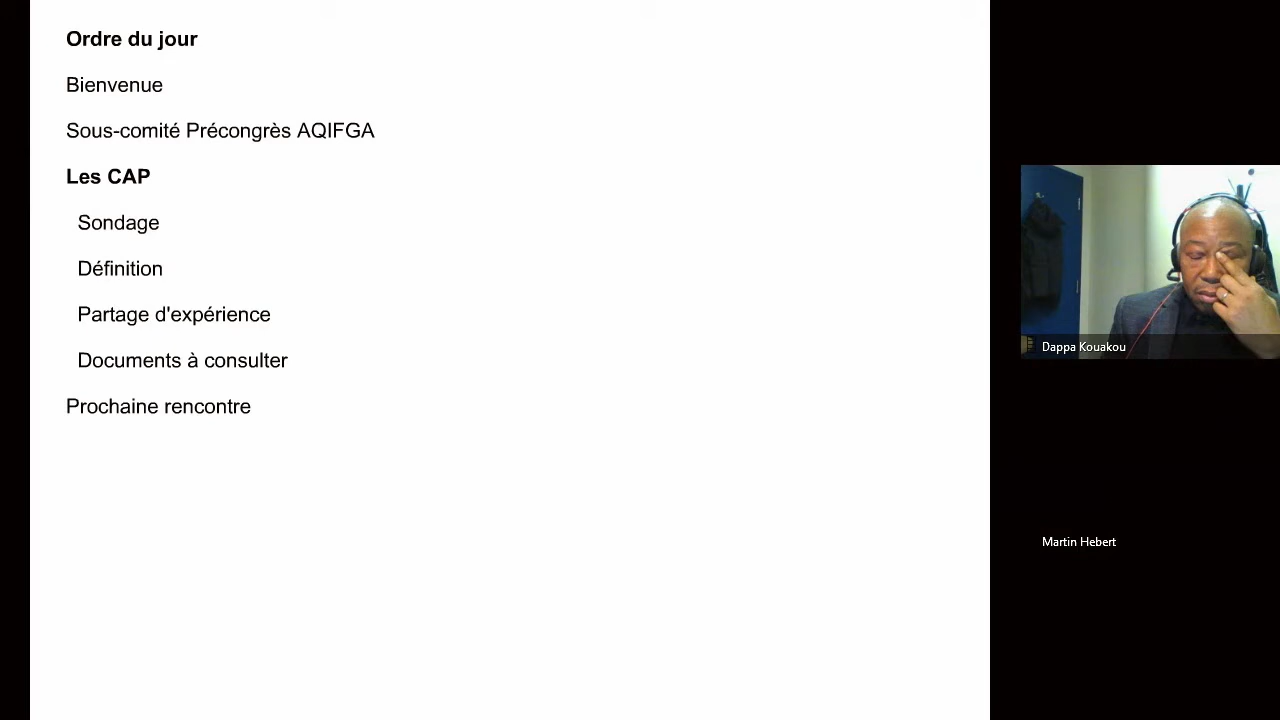 Ordre du jour
Bienvenue
Sous-comité Précongrès AQIFGA
Les CAP
Sondage
Définition
Partage d'expérience
Documents à consulter
Prochaine rencontre
Dappa Kouakou
Martin Hebert